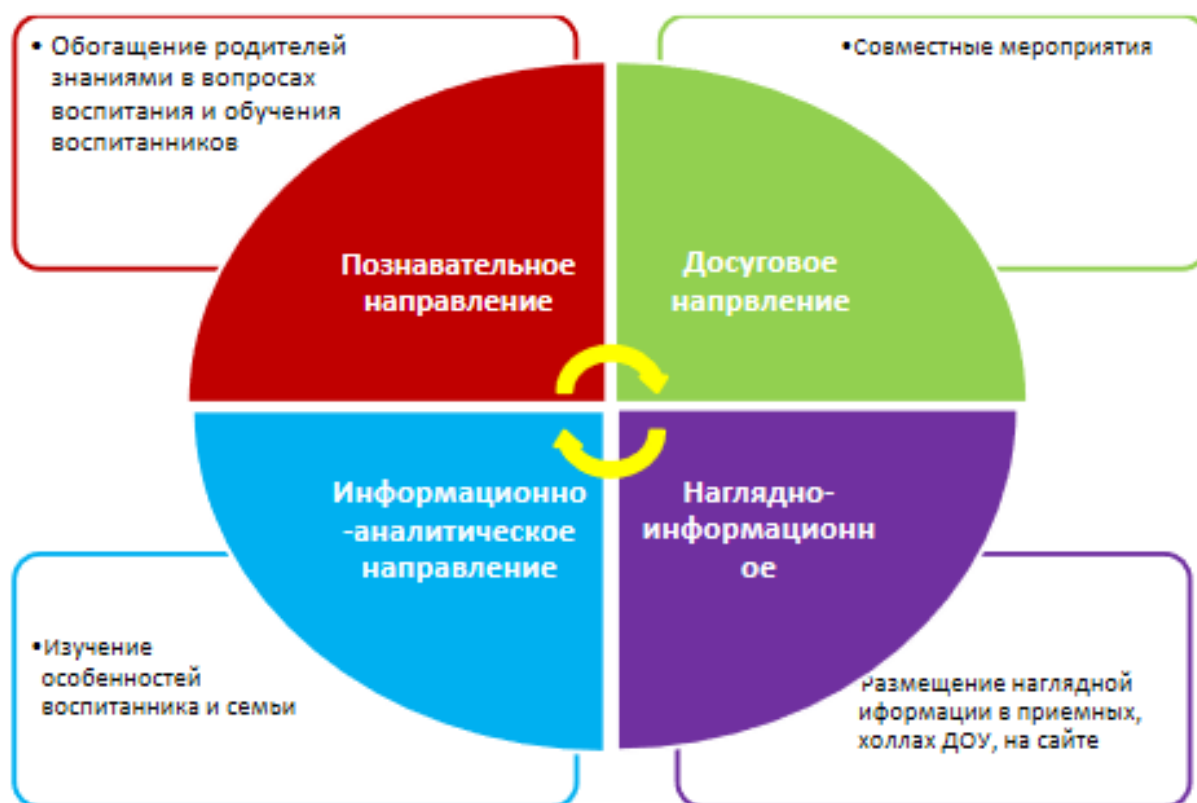 • Обогащение родителей
знаниями в вопросах
воспитания и обучения
воспитанников
•Совместные мероприятия
Познавательное
направление
Досуговое
напрвление
Информационно
-аналитическое
направление
Наглядно-
информационн
ое
•Изучение
особенностей
воспитанника и семьи
Размещение наглядной
иформации в приемных,
холлах ДОУ, на сайте